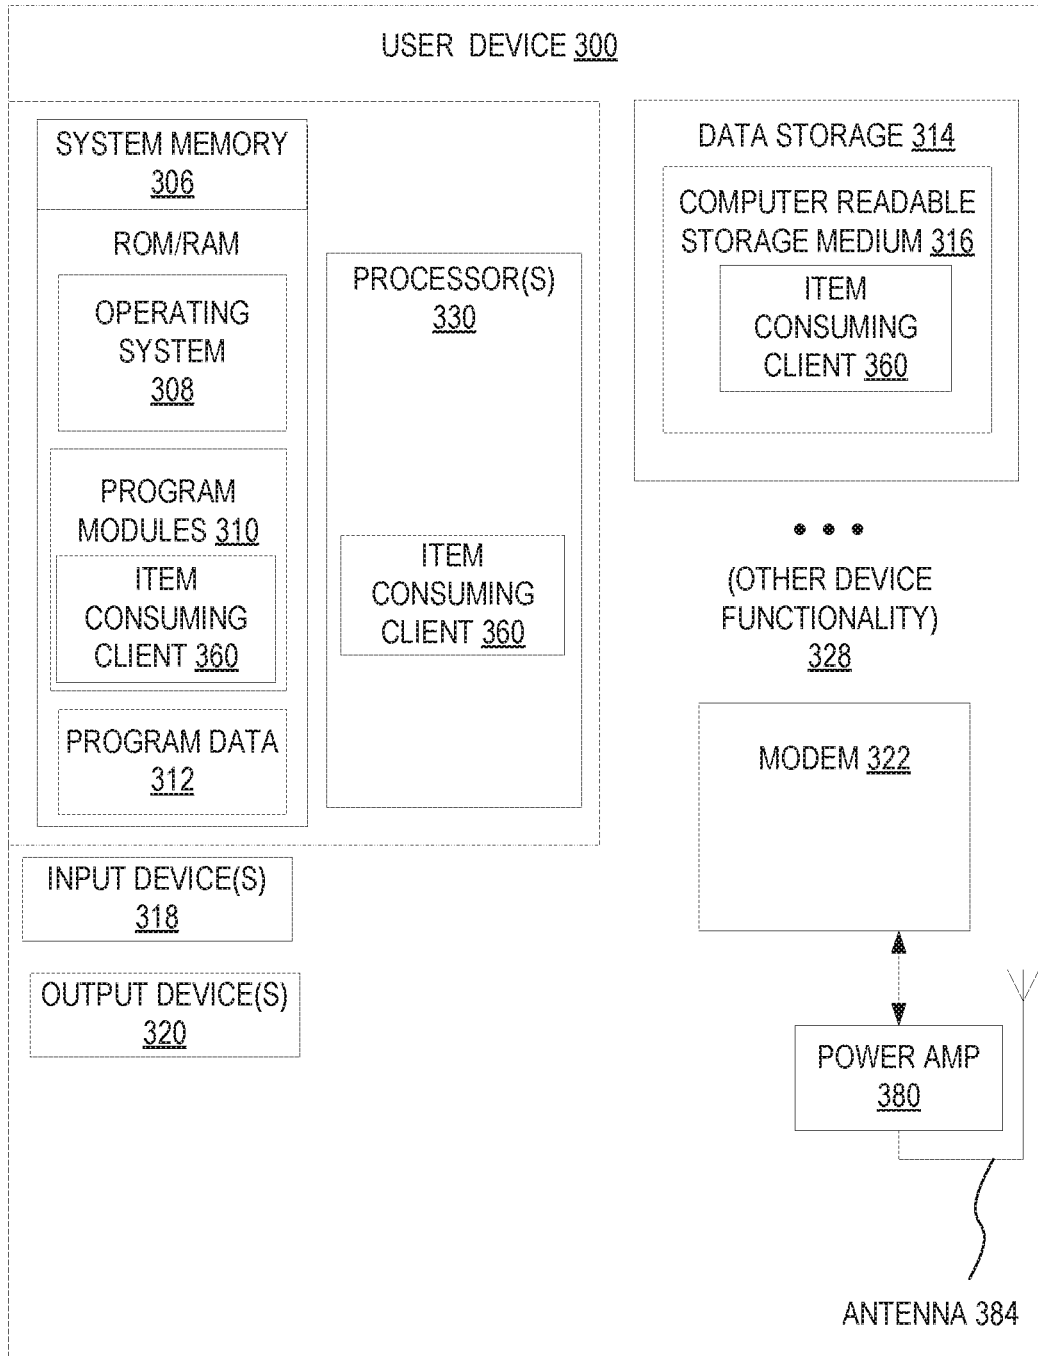 USER DEVICE 300
SYSTEM MEMORY
306
ROM/RAM
OPERATING
SYSTEM
308
PROGRAM
MODULES 310
ITEM
CONSUMING
CLIENT 360
PROGRAM DATA
312
PROCESSOR(S)
330
ITEM
CONSUMING
CLIENT 360
INPUT DEVICE(S)
318
OUTPUT DEVICE(S)
320
DATA STORAGE 314
COMPUTER READABLE
STORAGE MEDIUM 316
ITEM
CONSUMING
CLIENT 360
(OTHER DEVICE
FUNCTIONALITY)
328
MODEM 322
POWER AMP
380
ANTENNA 384